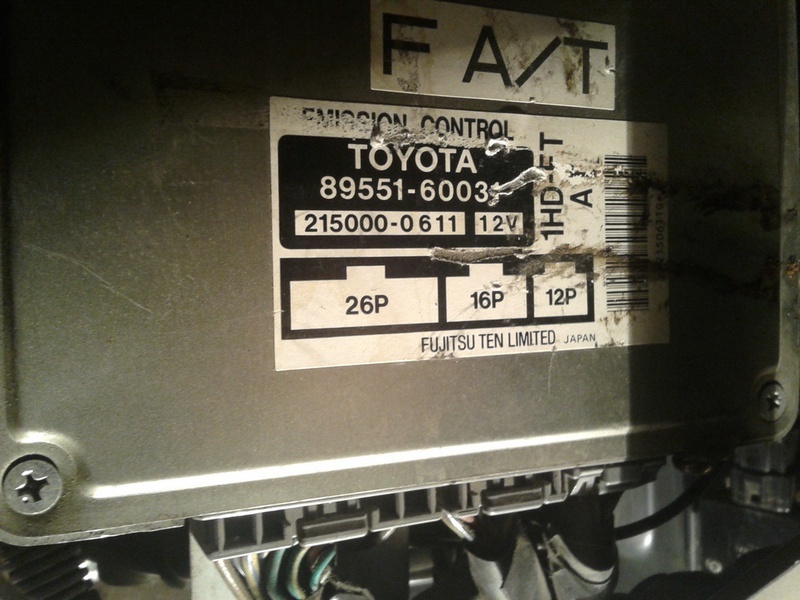 F A/T
EMISSION CONTROL
TOYOTA
89551-6003
215000-0611 12V
1HD-FT
A
26P 16P 12P
FUJITSU TEN LIMITED JAPAN